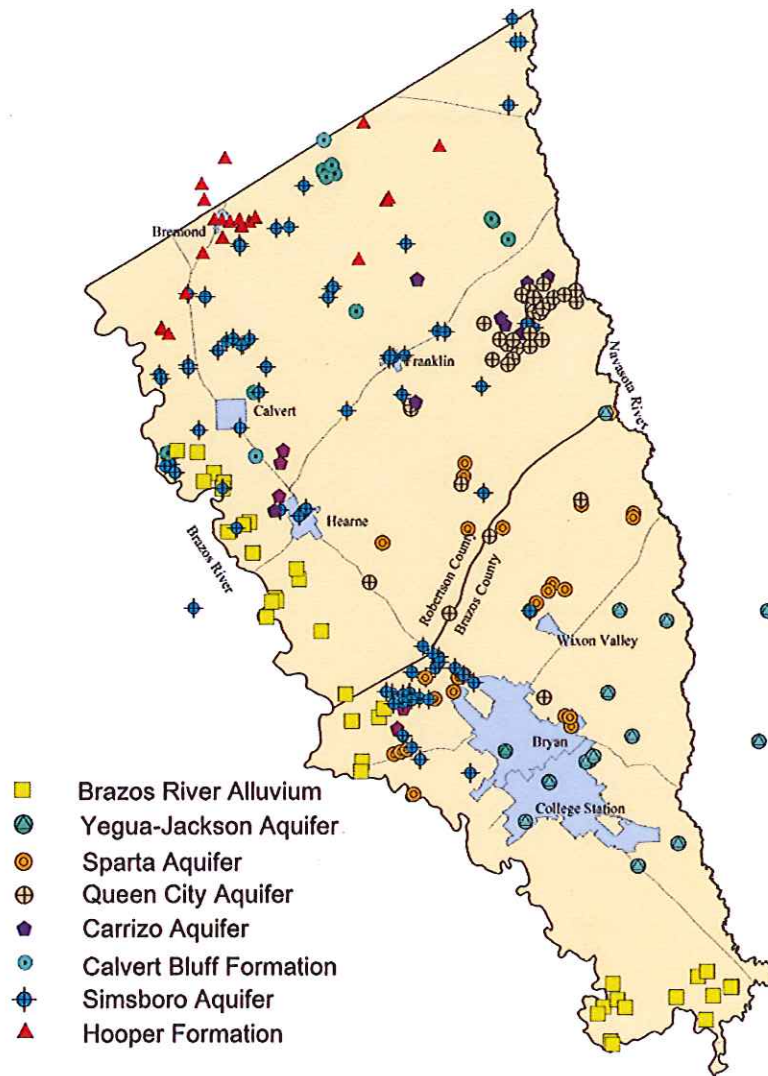 Bremond
Franklin
Navasota River
Calvert
Hearne
Brazos River
Robertson County
Brazos County
Wixon Valley
Bryan
College Station
Brazos River Alluvium
Yegua-Jackson Aquifer
Sparta Aquifer
Queen City Aquifer
Carrizo Aquifer
Calvert Bluff Formation
Simsboro Aquifer
Hooper Formation